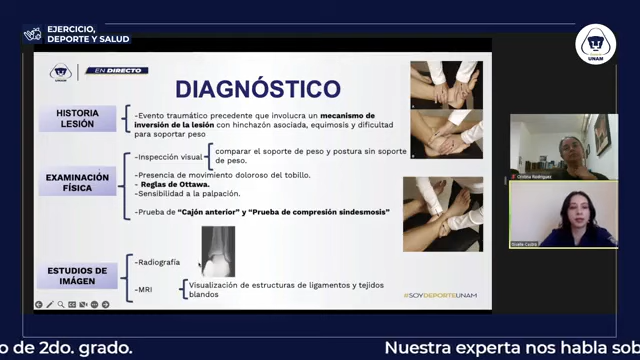 EJERCICIO,
DEPORTE Y SALUD
UNAM
UNAM
EN DIRECTO
DIAGNÓSTICO
HISTORIA
LESIÓN
-Evento traumático precedente que involucra un mecanismo de
inversión de la lesión con hinchazón asociada, equimosis y dificultad
para soportar peso
EXAMINACIÓN
FÍSICA
-Inspección visual
comparar el soporte de peso y postura sin soporte
de peso.
-Presencia de movimiento doloroso del tobillo.
- Reglas de Ottawa.
-Sensibilidad a la palpación.
-Prueba de “Cajón anterior” y “Prueba de compresión sindesmosis”
ESTUDIOS DE
IMÁGEN
-Radiografía
-MRI
Visualización de estructuras de ligamentos y tejidos
blandos
#SOYDEPORTEUNAM
Cristina Rodríguez
o de 2do. grado.
Nuestra experta nos habla sob